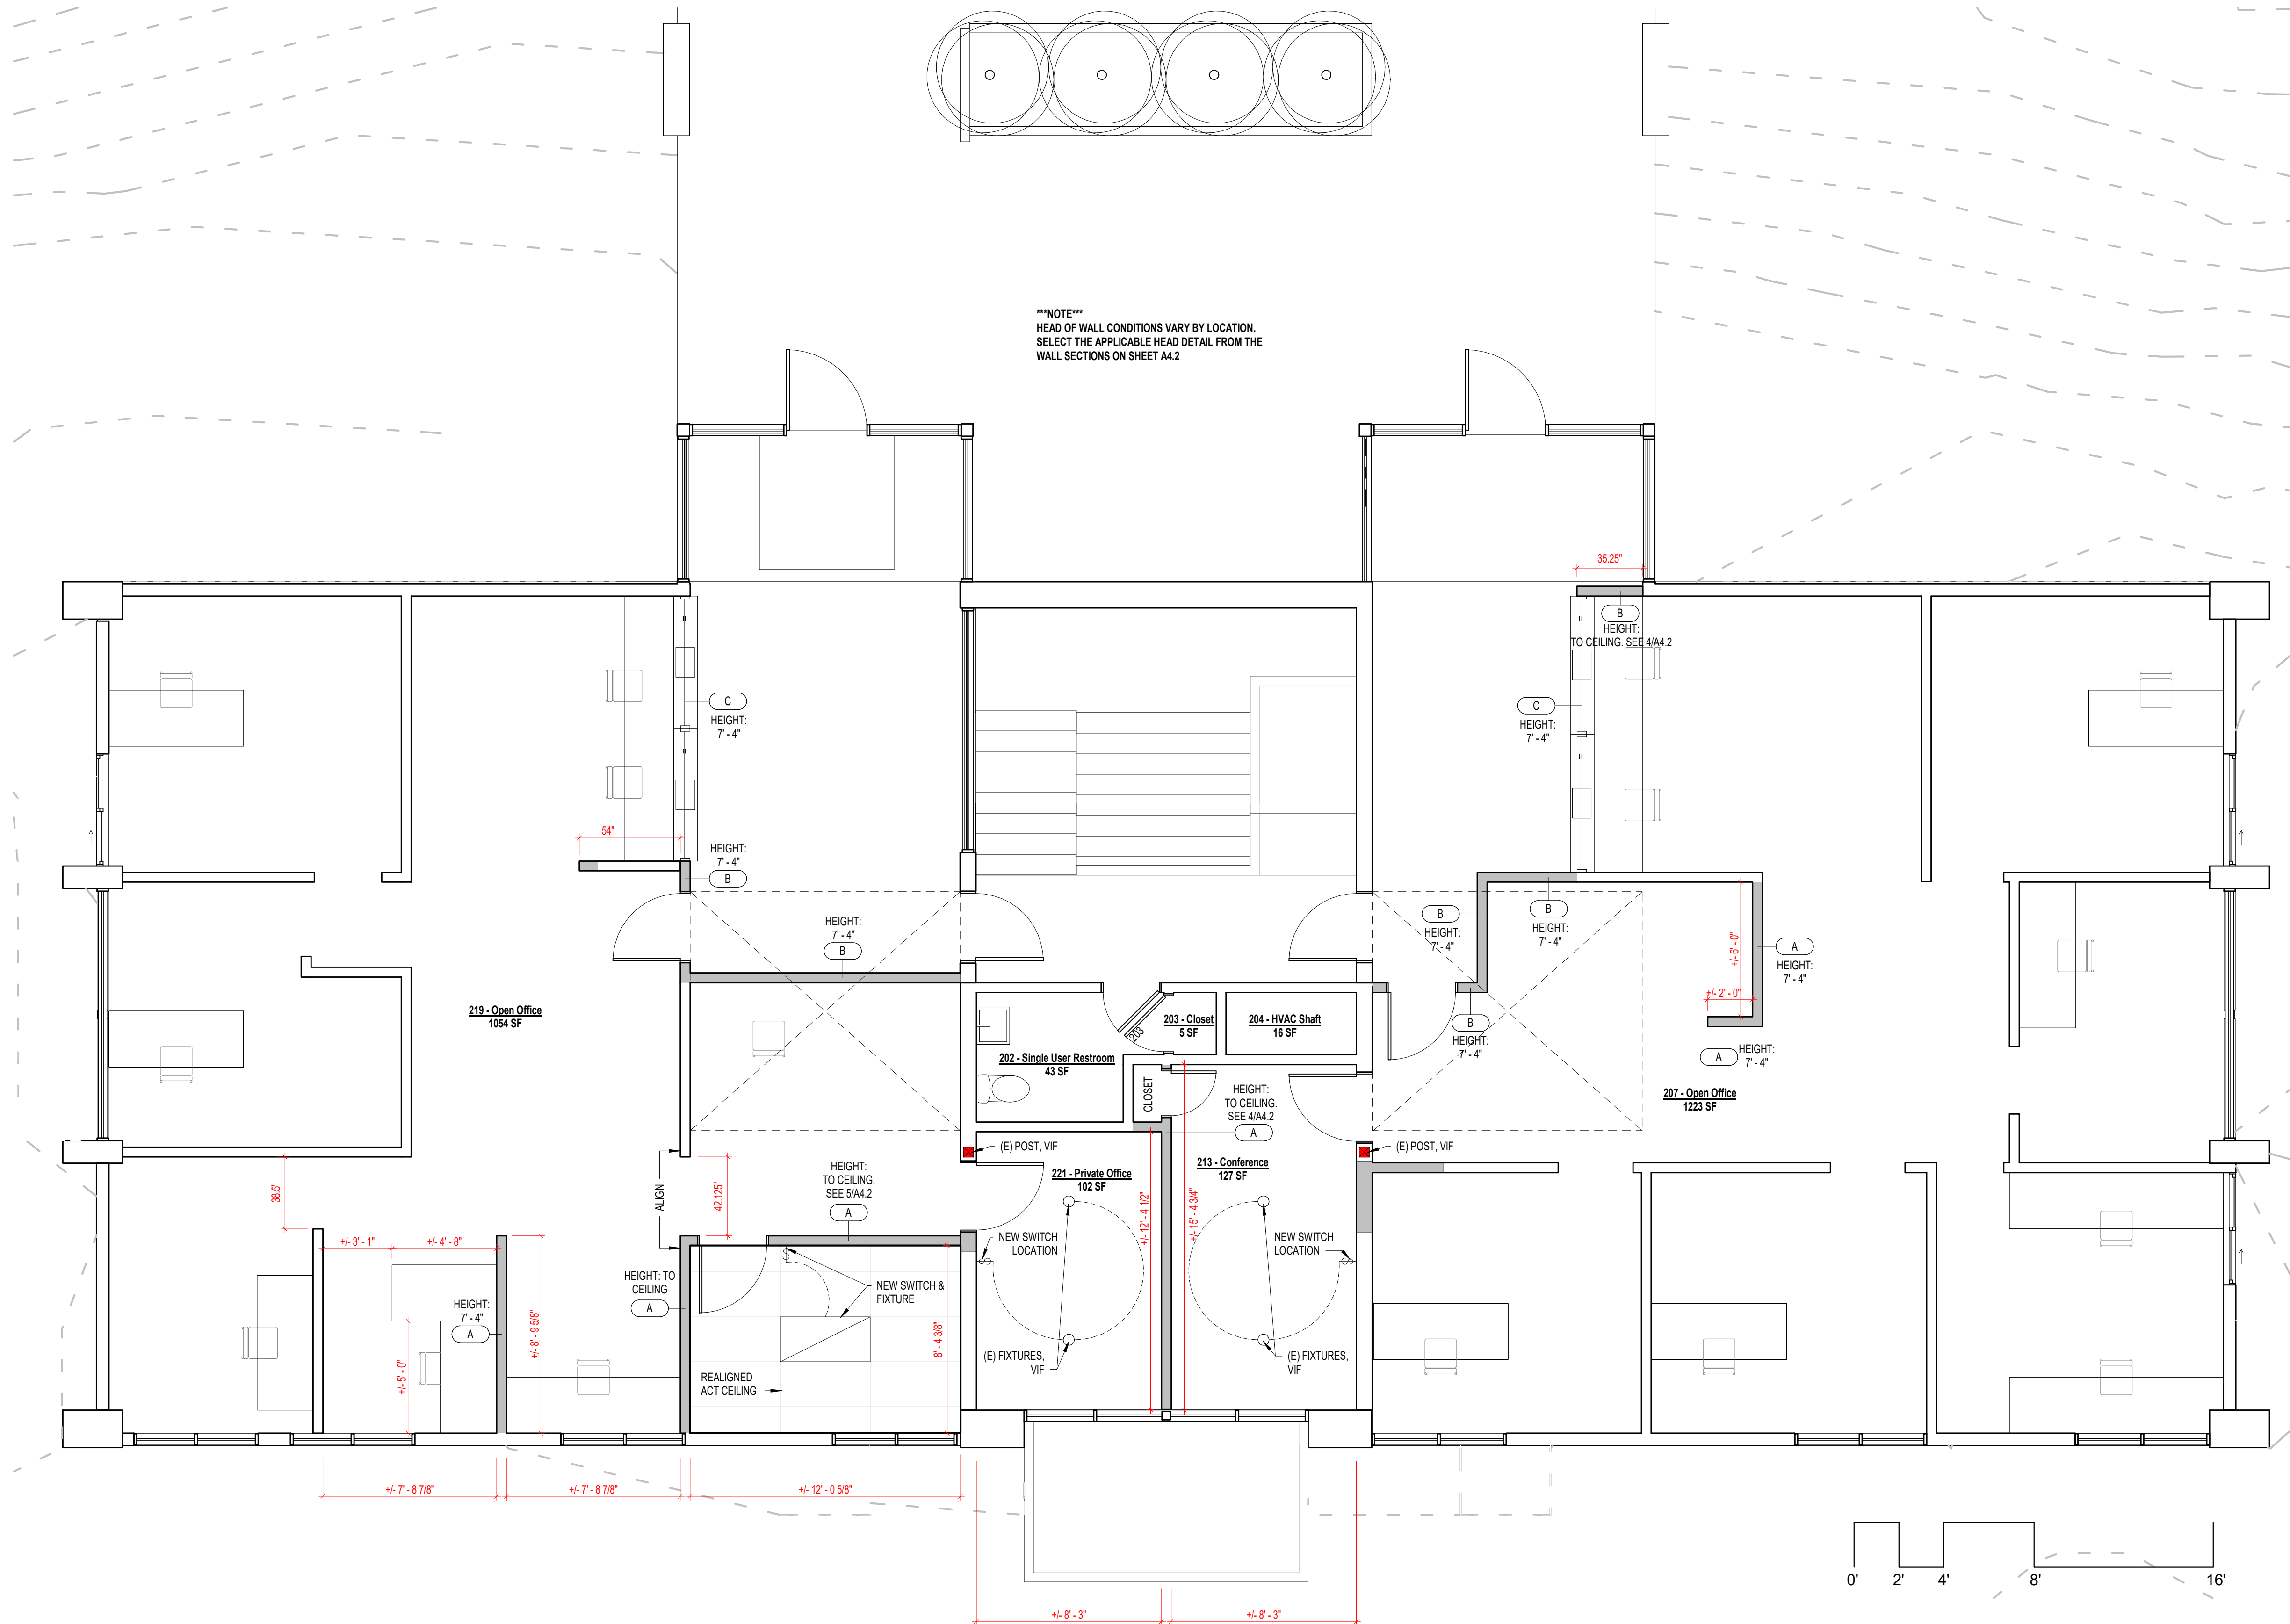 ***NOTE***
HEAD OF WALL CONDITIONS VARY BY LOCATION.
SELECT THE APPLICABLE HEAD DETAIL FROM THE
WALL SECTIONS ON SHEET A4.2
35.25"
B
HEIGHT:
TO CEILING. SEE 4/A4.2
C
HEIGHT:
7' - 4"
C
HEIGHT:
7' - 4"
54"
HEIGHT:
7' - 4"
B
HEIGHT:
7' - 4"
B
B
HEIGHT:
7' - 4"
B
HEIGHT:
7' - 4"
+/- 6' - 0"
A
HEIGHT:
7' - 4"
+/- 2' - 0"
219 - Open Office
1054 SF
203
203 - Closet
5 SF
204 - HVAC Shaft
16 SF
B
HEIGHT:
7' - 4"
A
HEIGHT:
7' - 4"
202 - Single User Restroom
43 SF
CLOSET
HEIGHT:
TO CEILING.
SEE 4/A4.2
A
207 - Open Office
1223 SF
(E) POST, VIF
(E) POST, VIF
38.5"
ALIGN
42.125"
HEIGHT:
TO CEILING.
SEE 5/A4.2
A
221 - Private Office
102 SF
213 - Conference
127 SF
+/- 12' - 4 1/2"
+/- 15' - 4 3/4"
+/- 3' - 1"
+/- 4' - 8"
NEW SWITCH
LOCATION
NEW SWITCH
LOCATION
HEIGHT: TO
CEILING
A
$
NEW SWITCH &
FIXTURE
HEIGHT:
7' - 4"
A
+/- 8' - 9 5/8"
8' - 4 3/8"
+/- 5' - 0"
(E) FIXTURES,
VIF
(E) FIXTURES,
VIF
REALIGNED
ACT CEILING
+/- 7' - 8 7/8"
+/- 7' - 8 7/8"
+/- 12' - 0 5/8"
0' 2' 4' 8' 16'
+/- 8' - 3"
+/- 8' - 3"